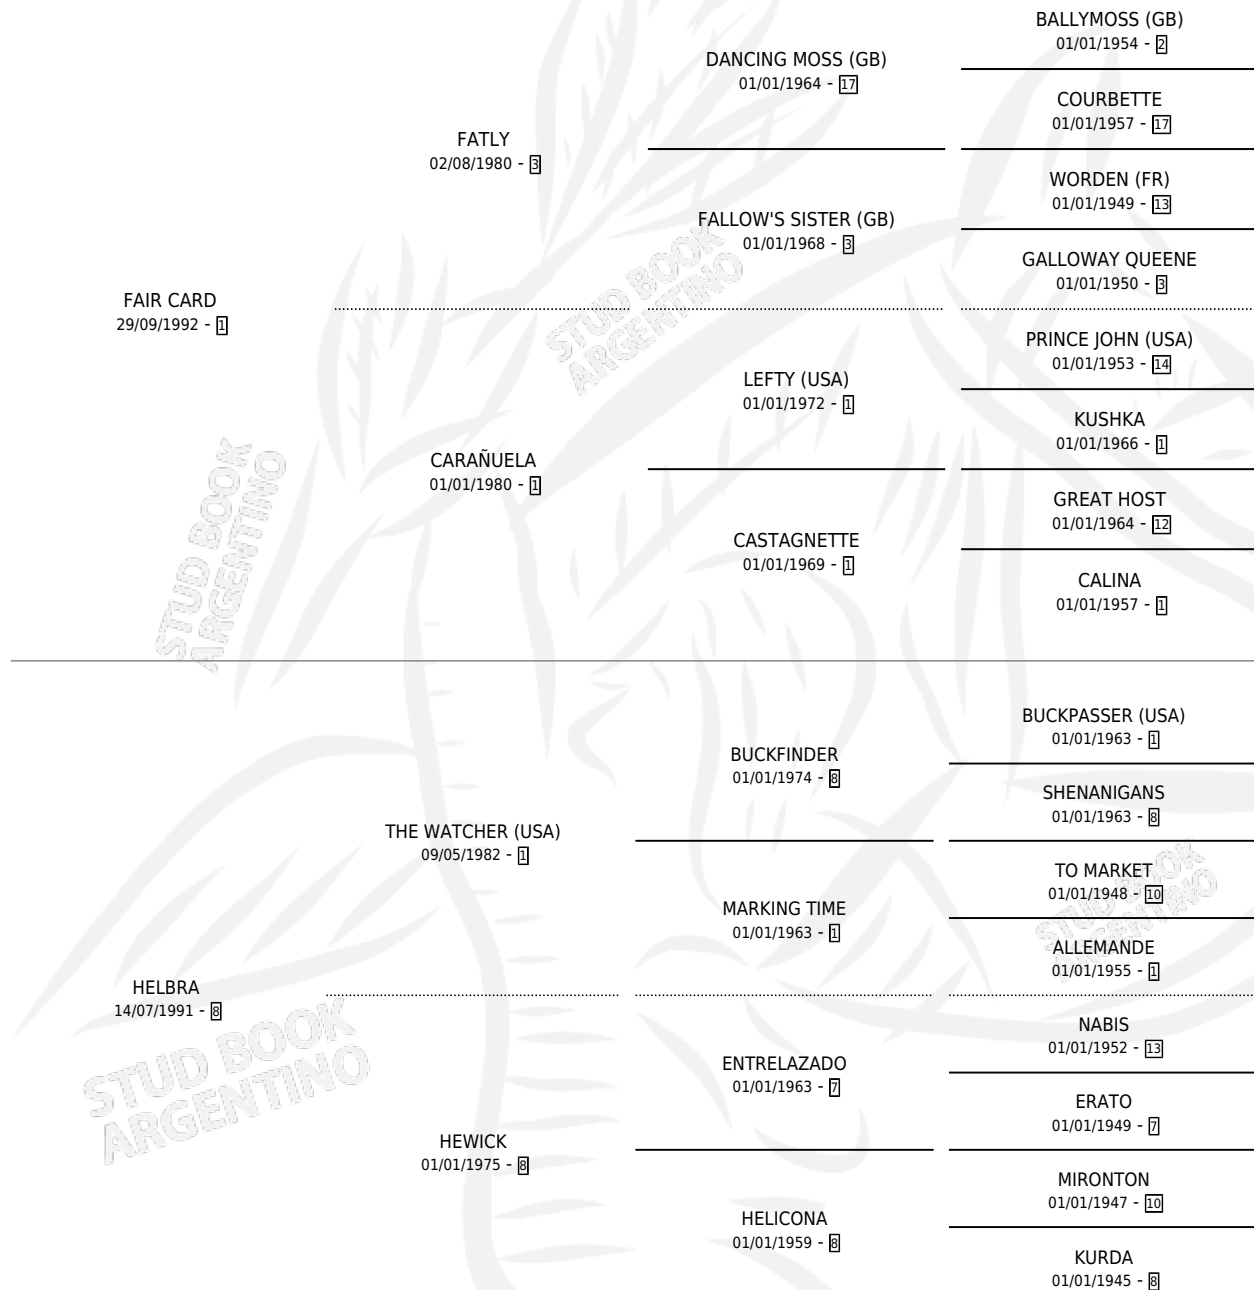 BALLYMOSS (GB)
01/01/1954 - 2
DANCING MOSS (GB)
01/01/1964 - 17
COURBETTE
01/01/1957 - 17
FATLY
02/08/1980 - 3
WORDEN (FR)
01/01/1949 - 13
FALLOW'S SISTER (GB)
01/01/1968 - 3
GALLOWAY QUEENE
01/01/1950 - 3
FAIR CARD
29/09/1992 - 1
PRINCE JOHN (USA)
01/01/1953 - 14
LEFTY (USA)
01/01/1972 - 1
KUSHKA
01/01/1966 - 1
CARAÑUELA
01/01/1980 - 1
GREAT HOST
01/01/1964 - 12
CASTAGNETTE
01/01/1969 - 1
CALINA
01/01/1957 - 1
BUCKPASSER (USA)
01/01/1963 - 1
BUCKFINDER
01/01/1974 - 8
SHENANIGANS
01/01/1963 - 8
THE WATCHER (USA)
09/05/1982 - 1
TO MARKET
01/01/1948 - 10
MARKING TIME
01/01/1963 - 1
ALLEMANDE
01/01/1955 - 1
HELBRA
14/07/1991 - 8
NABIS
01/01/1952 - 13
ENTRELAZADO
01/01/1963 - 7
ERATO
01/01/1949 - 7
HEWICK
01/01/1975 - 8
MIRONTON
01/01/1947 - 10
HELICONA
01/01/1959 - 8
KURDA
01/01/1945 - 8
STUD BOOK
ARGENTINO
STUD BOOK
ARGENTINO
STUD BOOK
ARGENTINO
STUD BOOK
ARGENTINO